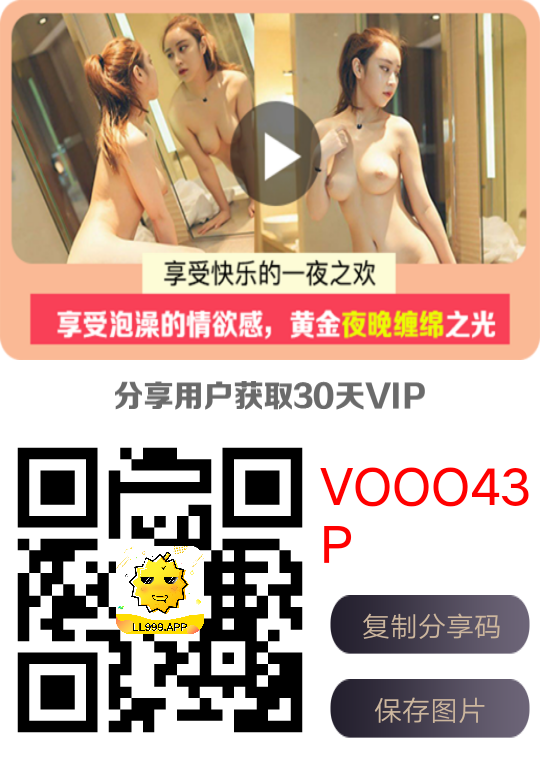 享受快乐的一夜之欢
享受泡澡的情欲感，黄金夜晚缠绵之光
分享用户获取30天VIP
VOOO43
P
LL999.APP
复制分享码
保存图片